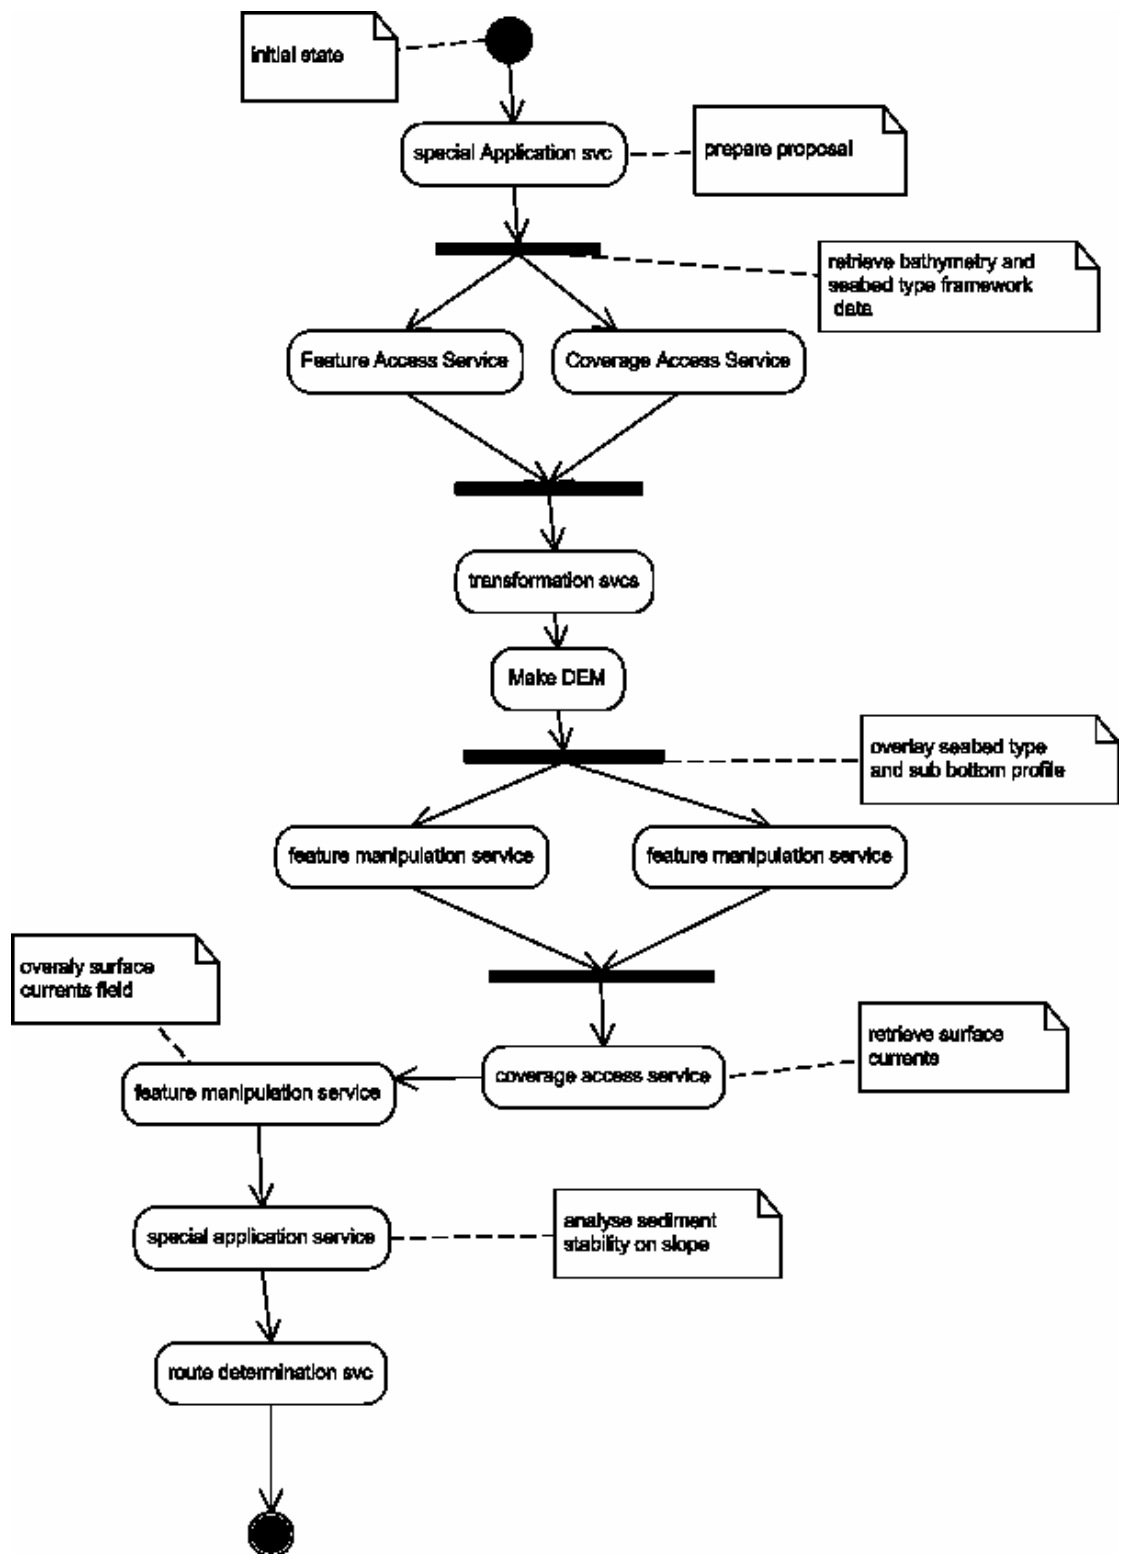 initial state
special Application svc
prepare proposal
retrieve bathymetry and
seabed type framework
data
Feature Access Service
Coverage Access Service
transformation svcs
Make DEM
overlay seabed type
and sub bottom profile
feature manipulation service
feature manipulation service
overaly surface
currents field
retrieve surface
currents
coverage access service
feature manipulation service
special application service
analyse sediment
stability on slope
route determination svc